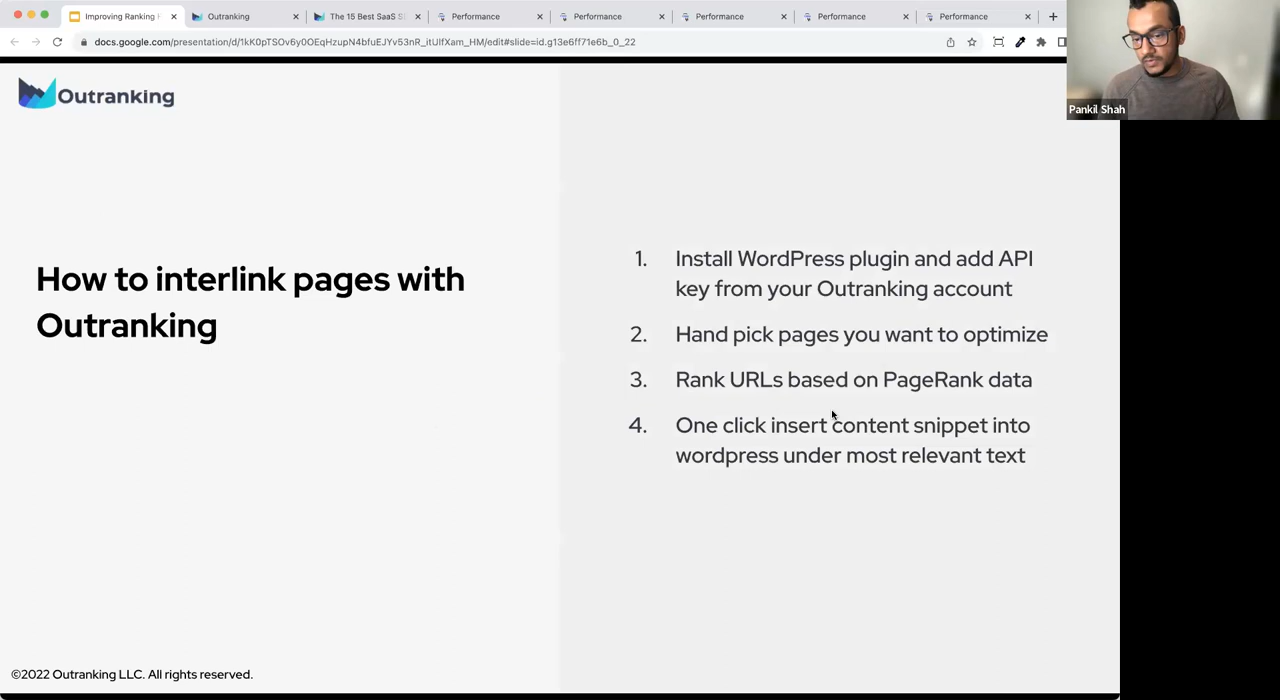 Improving Ranking
Outranking
The 15 Best SaaS S
Performance
Performance
Performance
Performance
Performance
docs.google.com/presentation/d/1kK0pTSOv6y0OEqHzupN4bfuEJYv53nR_itUlfXam_HM/edit#slide=id.g13e6ff71e6b_0_22
Pankil Shah
Outranking
How to interlink pages with
Outranking
1. Install WordPress plugin and add API
key from your Outranking account
2. Hand pick pages you want to optimize
3. Rank URLs based on PageRank data
4. One click insert content snippet into
wordpress under most relevant text
©2022 Outranking LLC. All rights reserved.